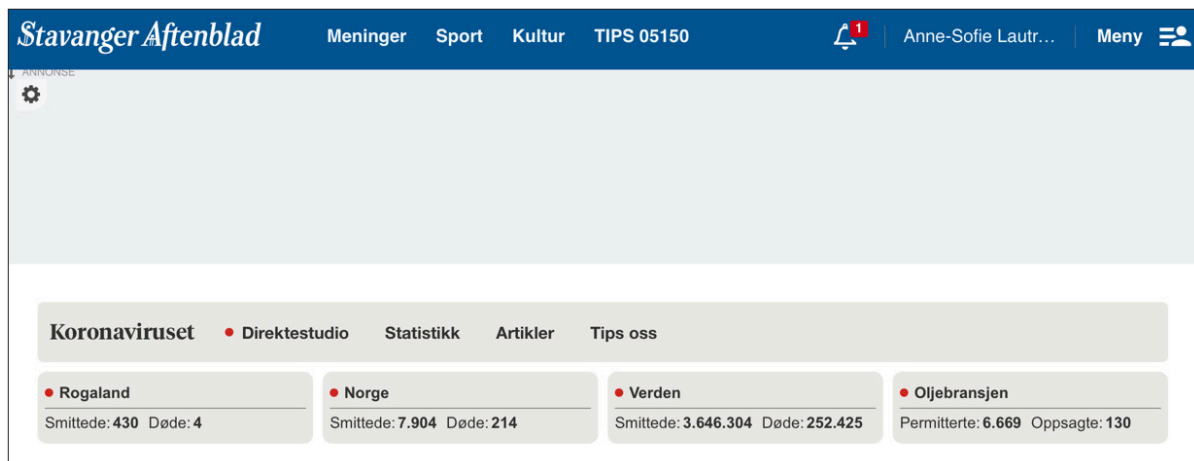 Stavanger Aftenblad Meninger Sport Kultur TIPS 05150 1 Anne-Sofie Lautr... Meny
ANNONSE
Koronaviruset Direktestudio Statistikk Artikler Tips oss
Rogaland Norge Verden Oljebransjen
Smittede: 430 Døde: 4 Smittede: 7.904 Døde: 214 Smittede: 3.646.304 Døde: 252.425 Permitterte: 6.669 Oppsagte: 130